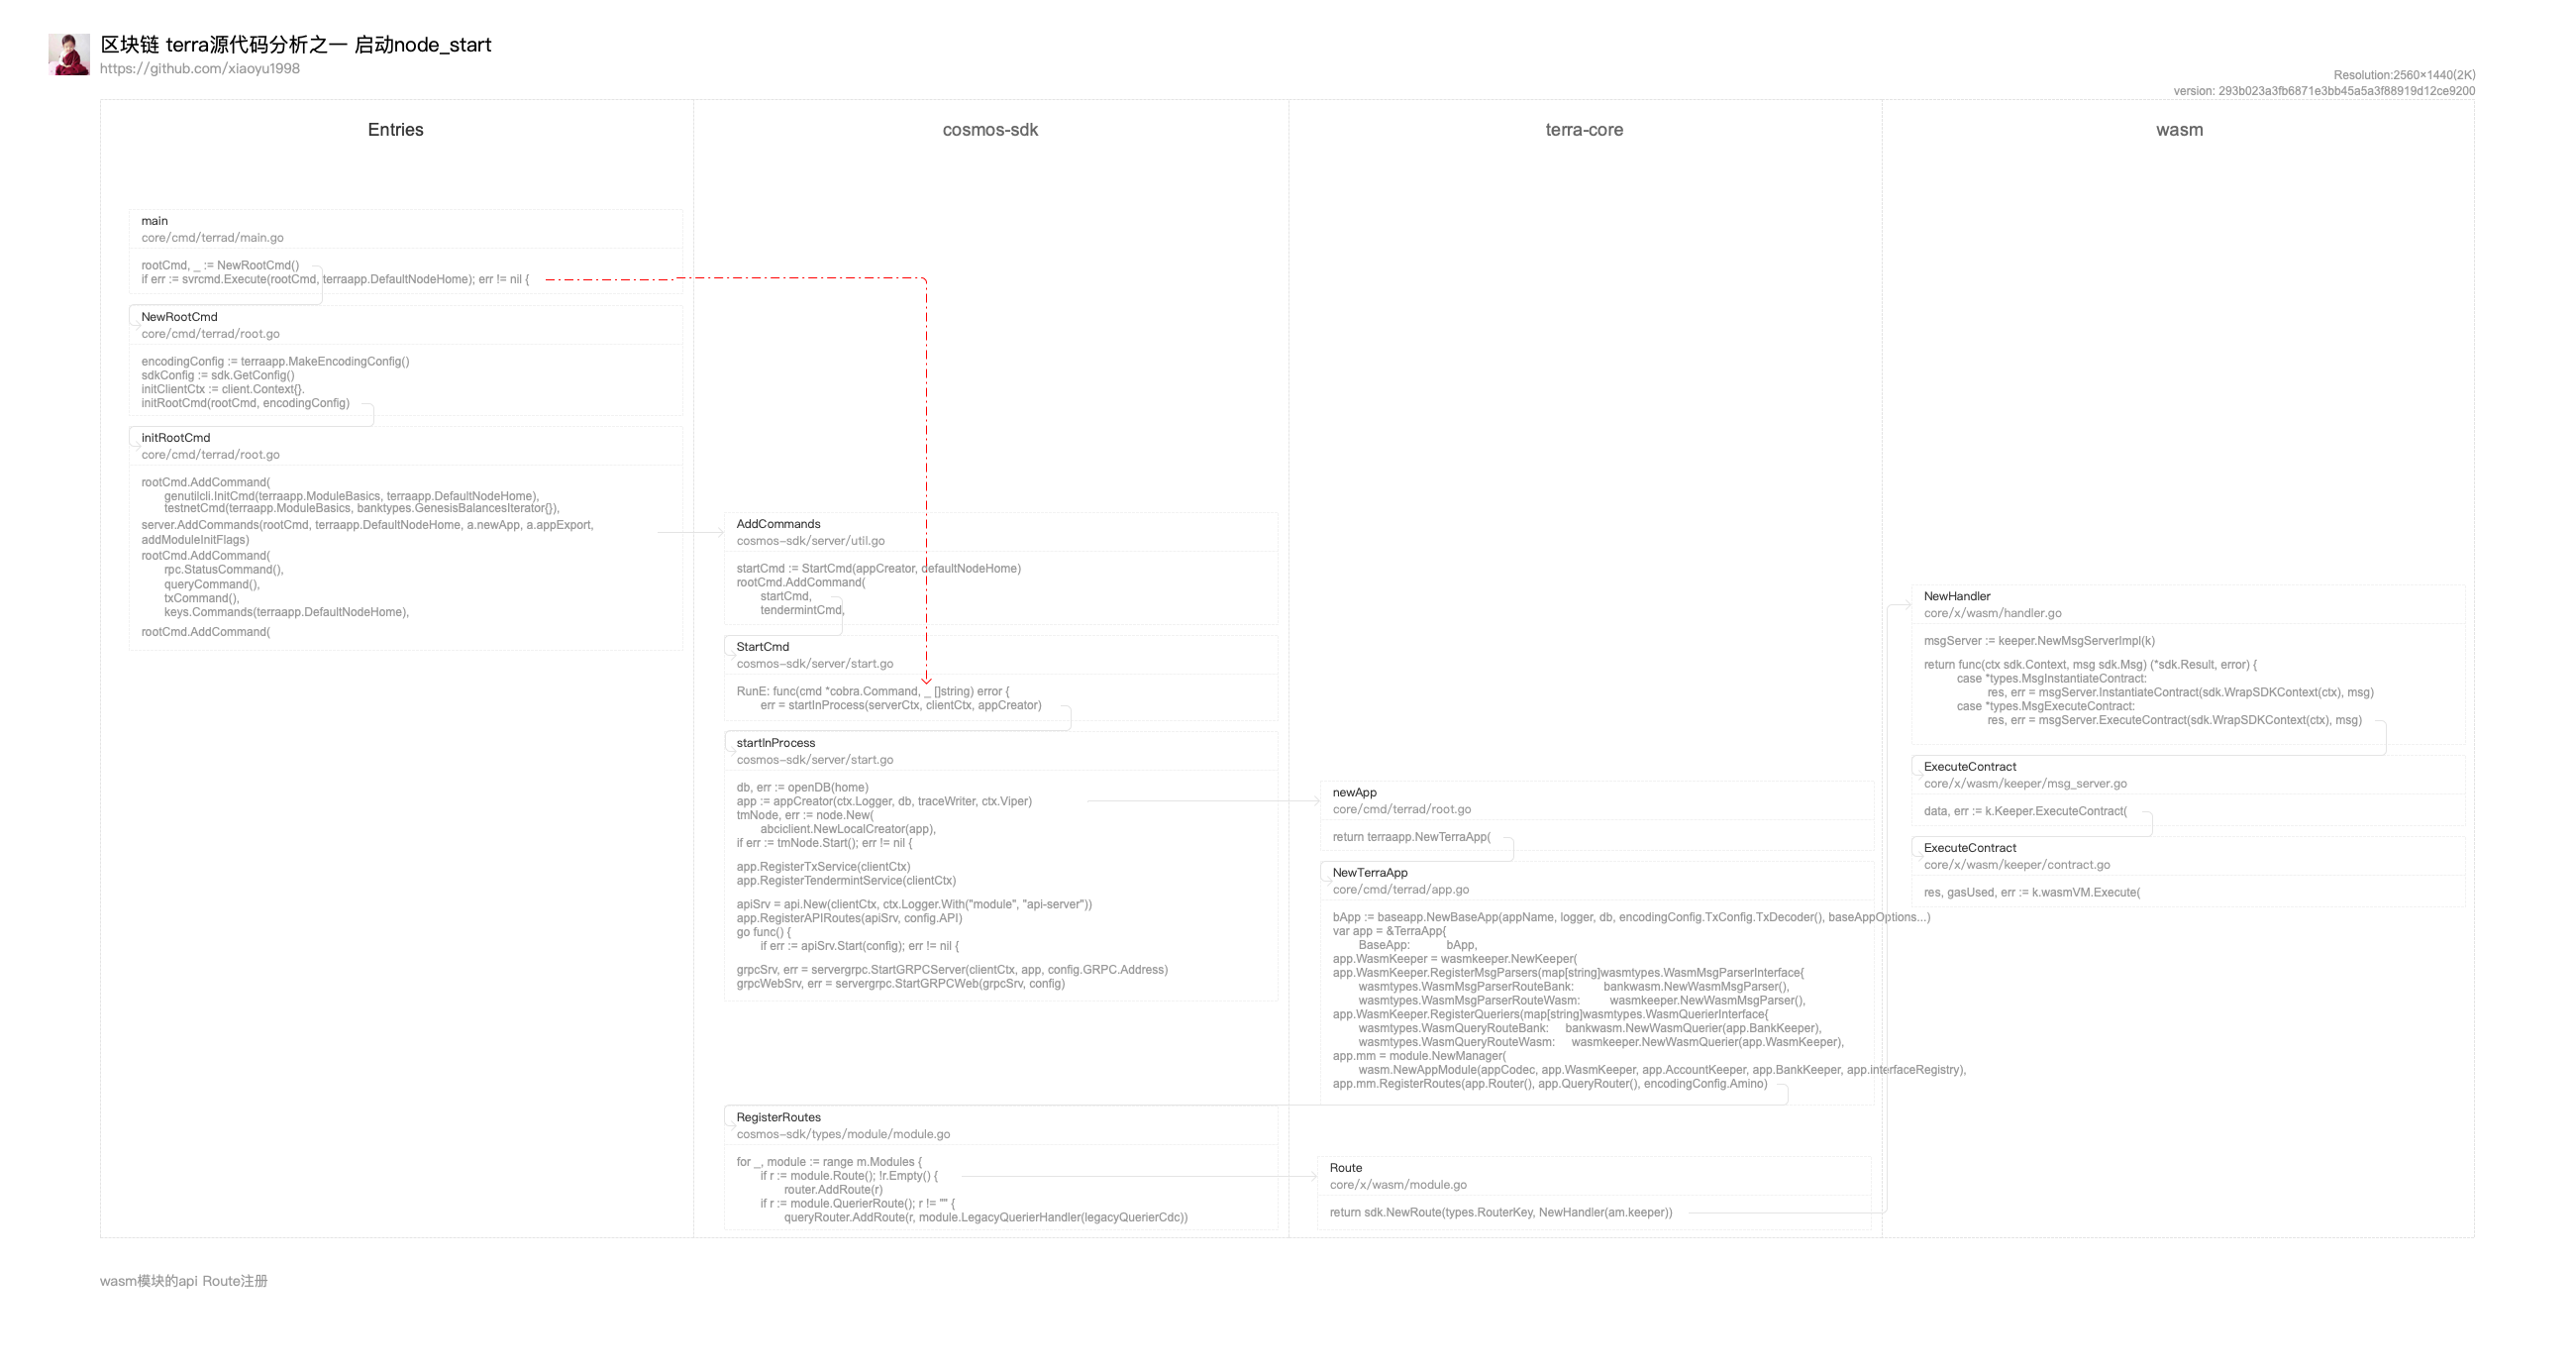 区块链 terra源代码分析之一 启动node_start
https://github.com/xiaoyu1998
Resolution:2560×1440(2K)
version: 293b023a3fb6871e3bb45a5a3f88919d12ce9200
Entries
main
core/cmd/terrad/main.go
rootCmd, _ := NewRootCmd()
if err := svrcmd.Execute(rootCmd, terraapp.DefaultNodeHome); err != nil {
NewRootCmd
core/cmd/terrad/root.go
encodingConfig := terraapp.MakeEncodingConfig()
sdkConfig := sdk.GetConfig()
initClientCtx := client.Context{}.
initRootCmd(rootCmd, encodingConfig)
initRootCmd
core/cmd/terrad/root.go
rootCmd.AddCommand(
genutilcli.InitCmd(terraapp.ModuleBasics, terraapp.DefaultNodeHome),
testnetCmd(terraapp.ModuleBasics, banktypes.GenesisBalancesIterator{}),
server.AddCommands(rootCmd, terraapp.DefaultNodeHome, a.newApp, a.appExport,
addModuleInitFlags)
rootCmd.AddCommand(
rpc.StatusCommand(),
queryCommand(),
txCommand(),
keys.Commands(terraapp.DefaultNodeHome),
rootCmd.AddCommand(
cosmos-sdk
AddCommands
cosmos-sdk/server/util.go
startCmd := StartCmd(appCreator, defaultNodeHome)
rootCmd.AddCommand(
startCmd,
tendermintCmd,
StartCmd
cosmos-sdk/server/start.go
RunE: func(cmd *cobra.Command, _ []string) error {
err = startInProcess(serverCtx, clientCtx, appCreator)
startInProcess
cosmos-sdk/server/start.go
db, err := openDB(home)
app := appCreator(ctx.Logger, db, traceWriter, ctx.Viper)
tmNode, err := node.New(
abciclient.NewLocalCreator(app),
if err := tmNode.Start(); err != nil {
app.RegisterTxService(clientCtx)
app.RegisterTendermintService(clientCtx)
apiSrv = api.New(clientCtx, ctx.Logger.With("module", "api-server"))
app.RegisterAPIRoutes(apiSrv, config.API)
go func() {
if err := apiSrv.Start(config); err != nil {
grpcSrv, err = servergrpc.StartGRPCServer(clientCtx, app, config.GRPC.Address)
grpcWebSrv, err = servergrpc.StartGRPCWeb(grpcSrv, config)
RegisterRoutes
cosmos-sdk/types/module/module.go
for _, module := range m.Modules {
if r := module.Route(); !r.Empty() {
router.AddRoute(r)
if r := module.QuerierRoute(); r != "" {
queryRouter.AddRoute(r, module.LegacyQuerierHandler(legacyQuerierCdc))
terra-core
newApp
core/cmd/terrad/root.go
return terraapp.NewTerraApp(
NewTerraApp
core/cmd/terrad/app.go
bApp := baseapp.NewBaseApp(appName, logger, db, encodingConfig.TxConfig.TxDecoder(), baseAppOptions...)
var app = &TerraApp{
BaseApp: bApp,
app.WasmKeeper = wasmkeeper.NewKeeper(
app.WasmKeeper.RegisterMsgParsers(map[string]wasmtypes.WasmMsgParserInterface{
wasmtypes.WasmMsgParserRouteBank: bankwasm.NewWasmMsgParser(),
wasmtypes.WasmMsgParserRouteWasm: wasmkeeper.NewWasmMsgParser(),
app.WasmKeeper.RegisterQueriers(map[string]wasmtypes.WasmQuerierInterface{
wasmtypes.WasmQueryRouteBank: bankwasm.NewWasmQuerier(app.BankKeeper),
wasmtypes.WasmQueryRouteWasm: wasmkeeper.NewWasmQuerier(app.WasmKeeper),
app.mm = module.NewManager(
wasm.NewAppModule(appCodec, app.WasmKeeper, app.AccountKeeper, app.BankKeeper, app.interfaceRegistry),
app.mm.RegisterRoutes(app.Router(), app.QueryRouter(), encodingConfig.Amino)
Route
core/x/wasm/module.go
return sdk.NewRoute(types.RouterKey, NewHandler(am.keeper))
wasm
NewHandler
core/x/wasm/handler.go
msgServer := keeper.NewMsgServerImpl(k)
return func(ctx sdk.Context, msg sdk.Msg) (*sdk.Result, error) {
case *types.MsgInstantiateContract:
res, err = msgServer.InstantiateContract(sdk.WrapSDKContext(ctx), msg)
case *types.MsgExecuteContract:
res, err = msgServer.ExecuteContract(sdk.WrapSDKContext(ctx), msg)
ExecuteContract
core/x/wasm/keeper/msg_server.go
data, err := k.Keeper.ExecuteContract(
ExecuteContract
core/x/wasm/keeper/contract.go
res, gasUsed, err := k.wasmVM.Execute(
wasm模块的api Route注册